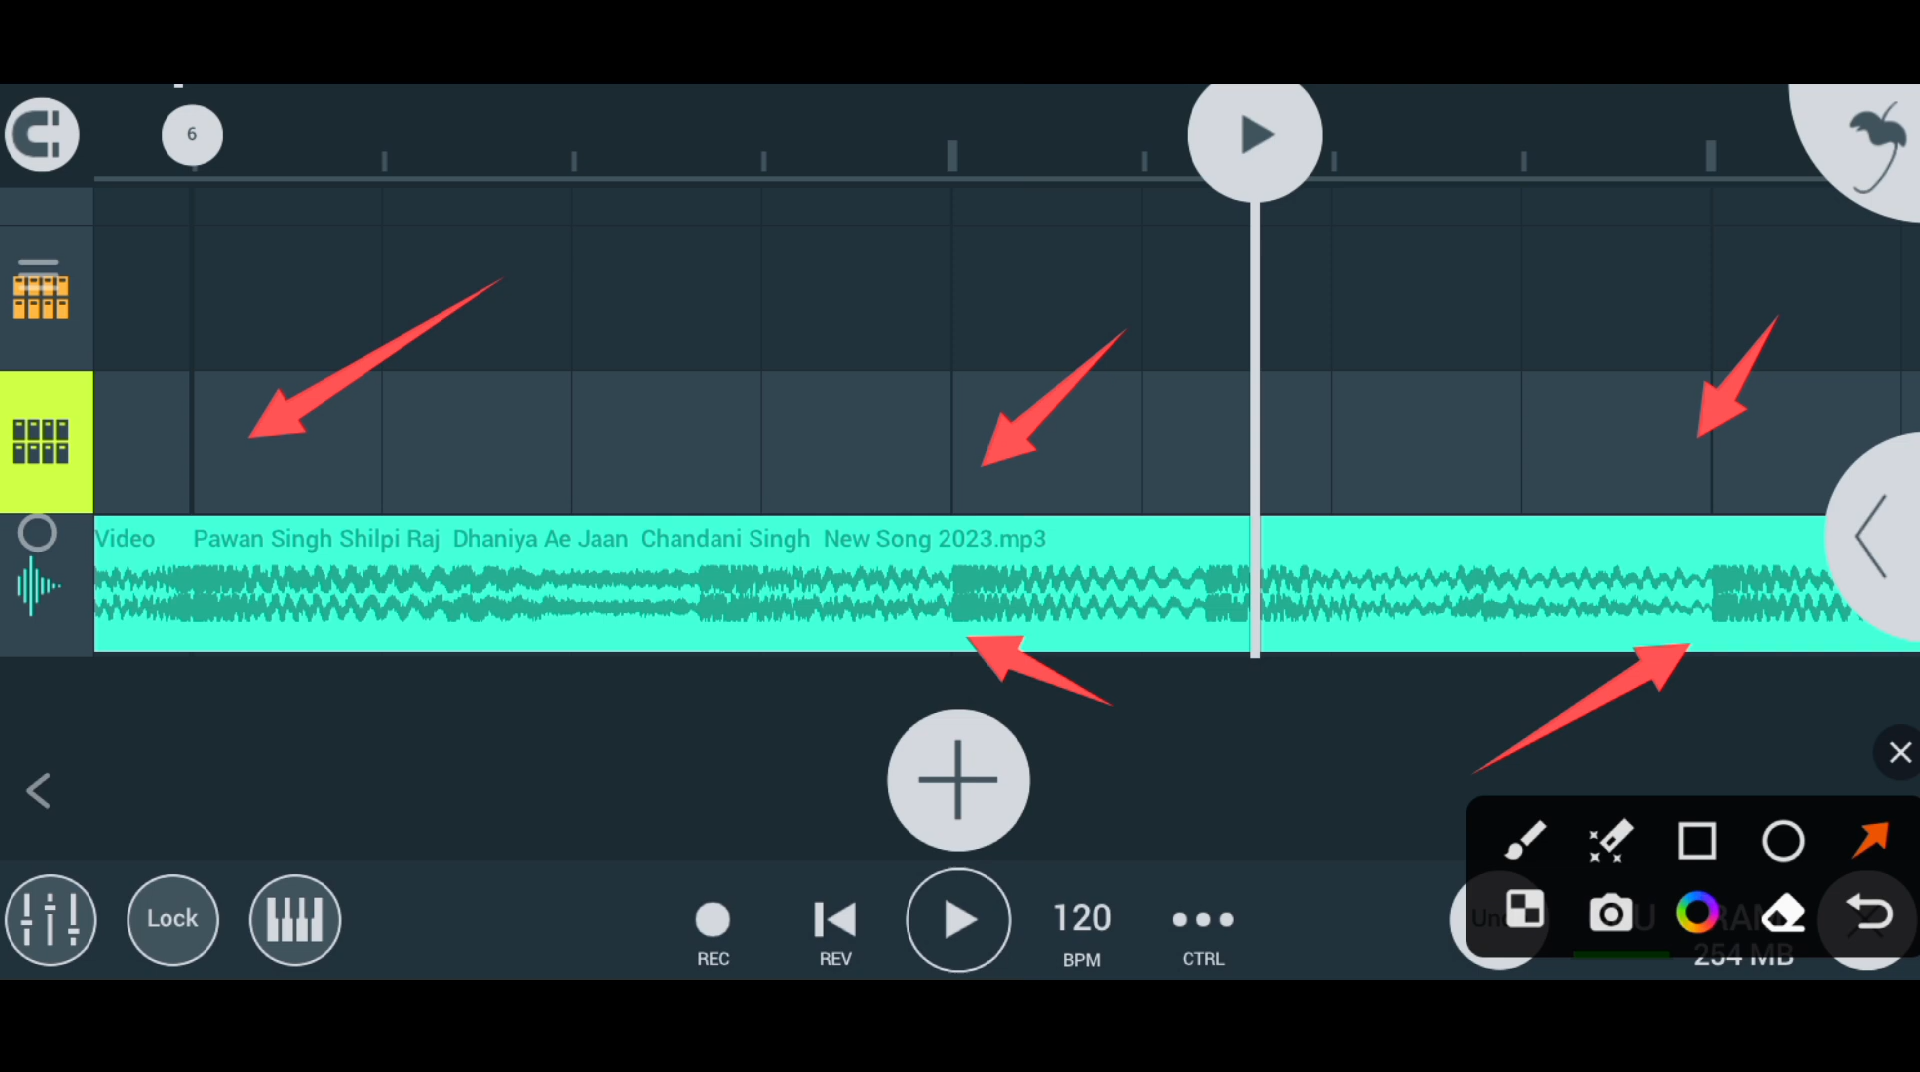 6
Video Pawan Singh Shilpi Raj Dhaniya Ae Jaan Chandani Singh New Song 2023.mp3
Lock
REC
REV
120
BPM
CTRL
254 MB